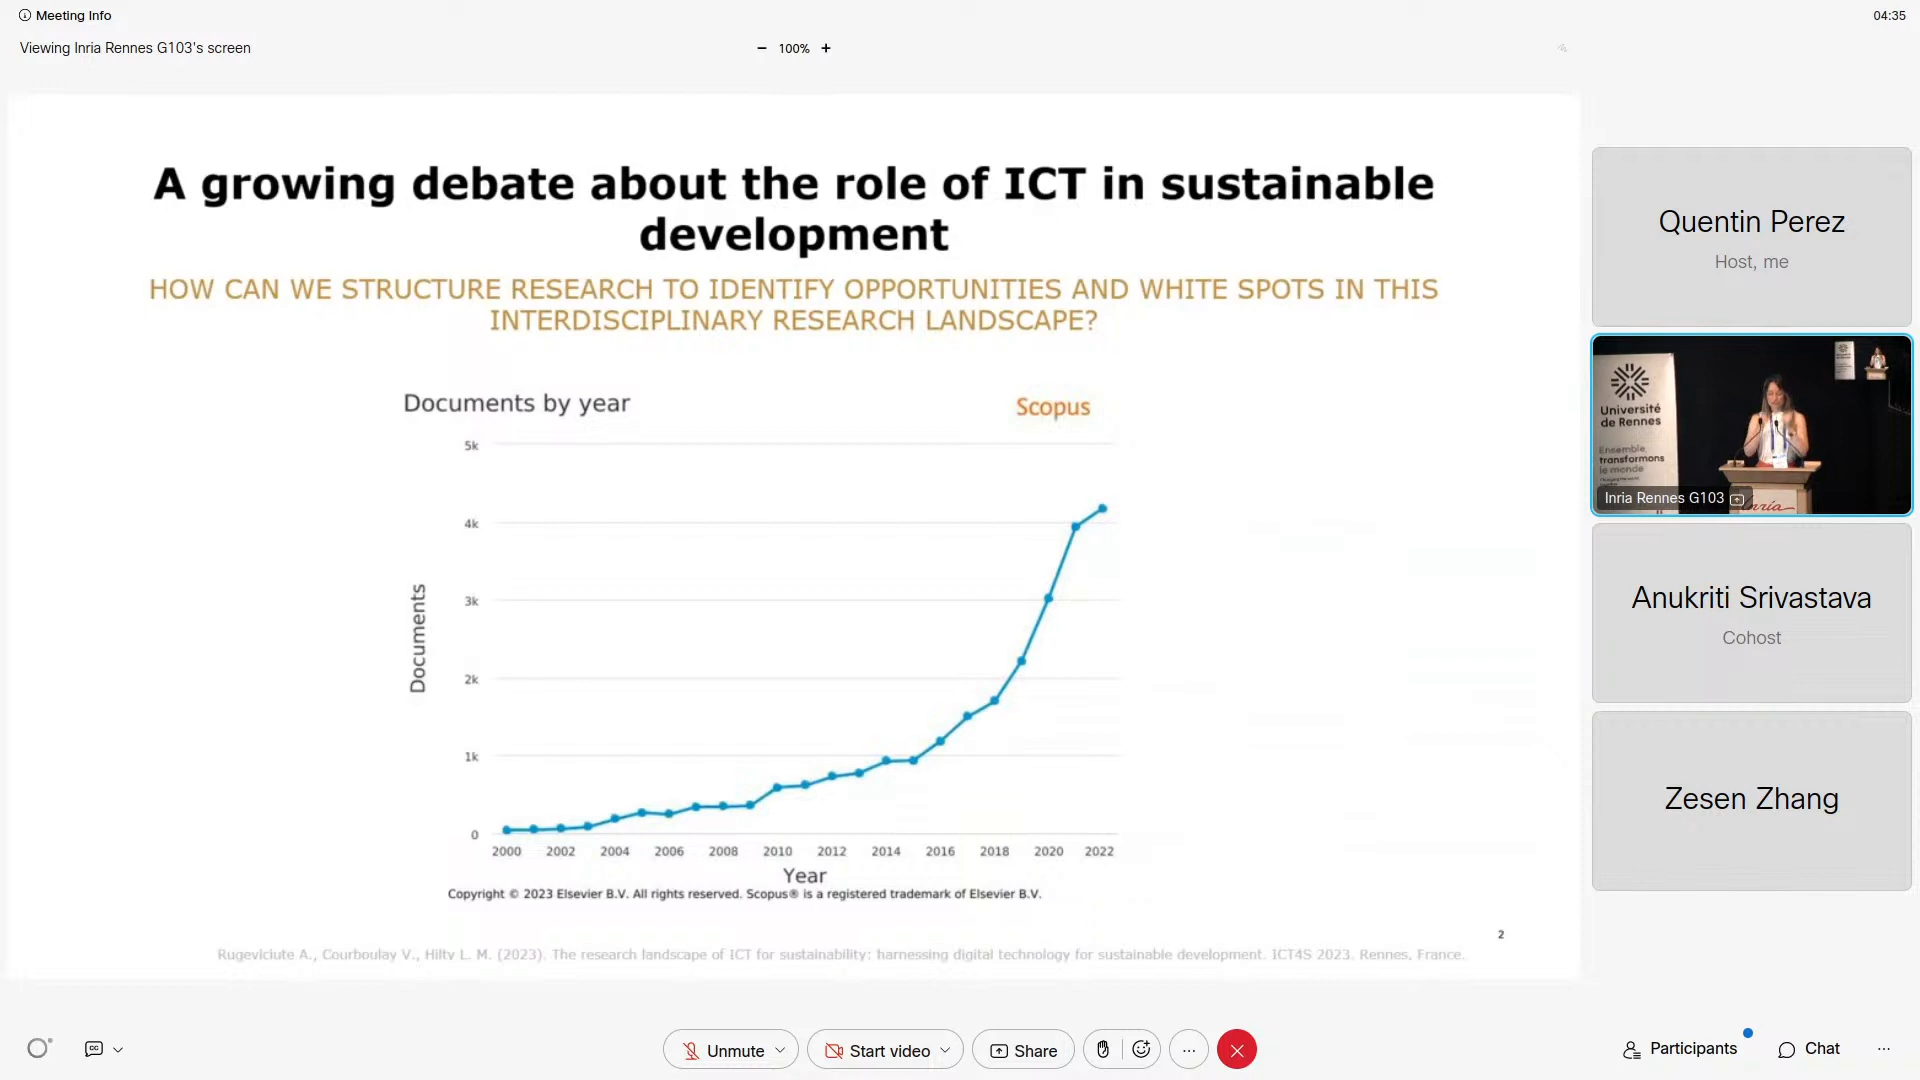 Meeting Info
04:35
Viewing Inria Rennes G103's screen
100%
A growing debate about the role of ICT in sustainable
development
HOW CAN WE STRUCTURE RESEARCH TO IDENTIFY OPPORTUNITIES AND WHITE SPOTS IN THIS
INTERDISCIPLINARY RESEARCH LANDSCAPE?
Documents by year
Scopus
5k
4k
3k
2k
1k
0
Documents
2000 2002 2004 2006 2008 2010 2012 2014 2016 2018 2020 2022
Year
Copyright © 2023 Elsevier B.V. All rights reserved. Scopus® is a registered trademark of Elsevier B.V.
2
Rugeviciute A., Courboulay V., Hilty L. M. (2023). The research landscape of ICT for sustainability: harnessing digital technology for sustainable development. ICT4S 2023. Rennes, France.
Quentin Perez
Host, me
Université
de Rennes
Ensemble,
transformons
le monde
Inria Rennes G103
Inria
Anukriti Srivastava
Cohost
Zesen Zhang
CC
Unmute
Start video
Share
Participants
Chat